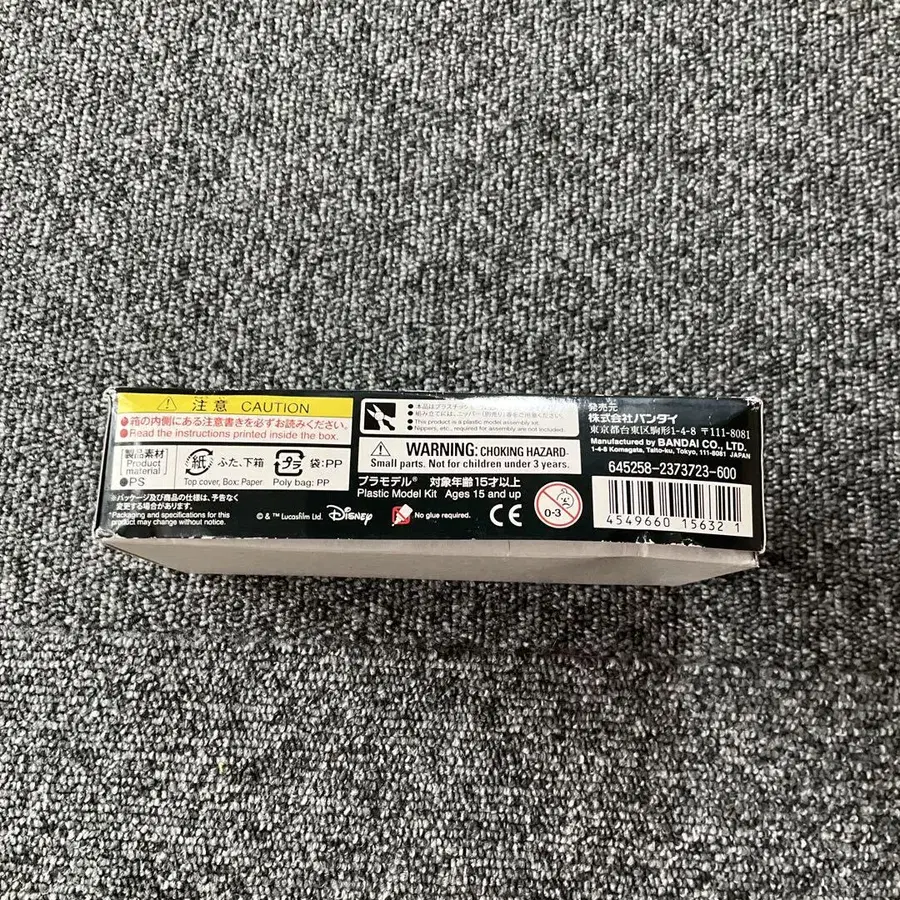 注意 CAUTION
●箱の内側にある注意書きを必ずお読みください。
●Read the instructions printed inside the box.
製品素材
Product material
●PS
紙 ふた、下箱
Top cover, Box: Paper
プラ 袋:PP
Poly bag: PP
※パッケージ及び商品の仕様は、予告なく
変更する場合があります。
*Packaging and specifications for this
product may change without notice.
© & ™ Lucasfilm Ltd. Disney
●This product is a plastic model assembly kit.
●Nippers, etc., required for assembly are not included.
WARNING: CHOKING HAZARD-
Small parts. Not for children under 3 years.
プラモデル® 対象年齢15才以上
Plastic Model Kit Ages 15 and up
No glue required.
CE
0-3
発売元
株式会社バンダイ
東京都台東区駒形1-4-8 〒111-8081
Manufactured by BANDAI CO., LTD.
1-4-8 Komagata, Taito-ku, Tokyo, 111-8081 JAPAN
645258-2373723-600
4549660 15632 1